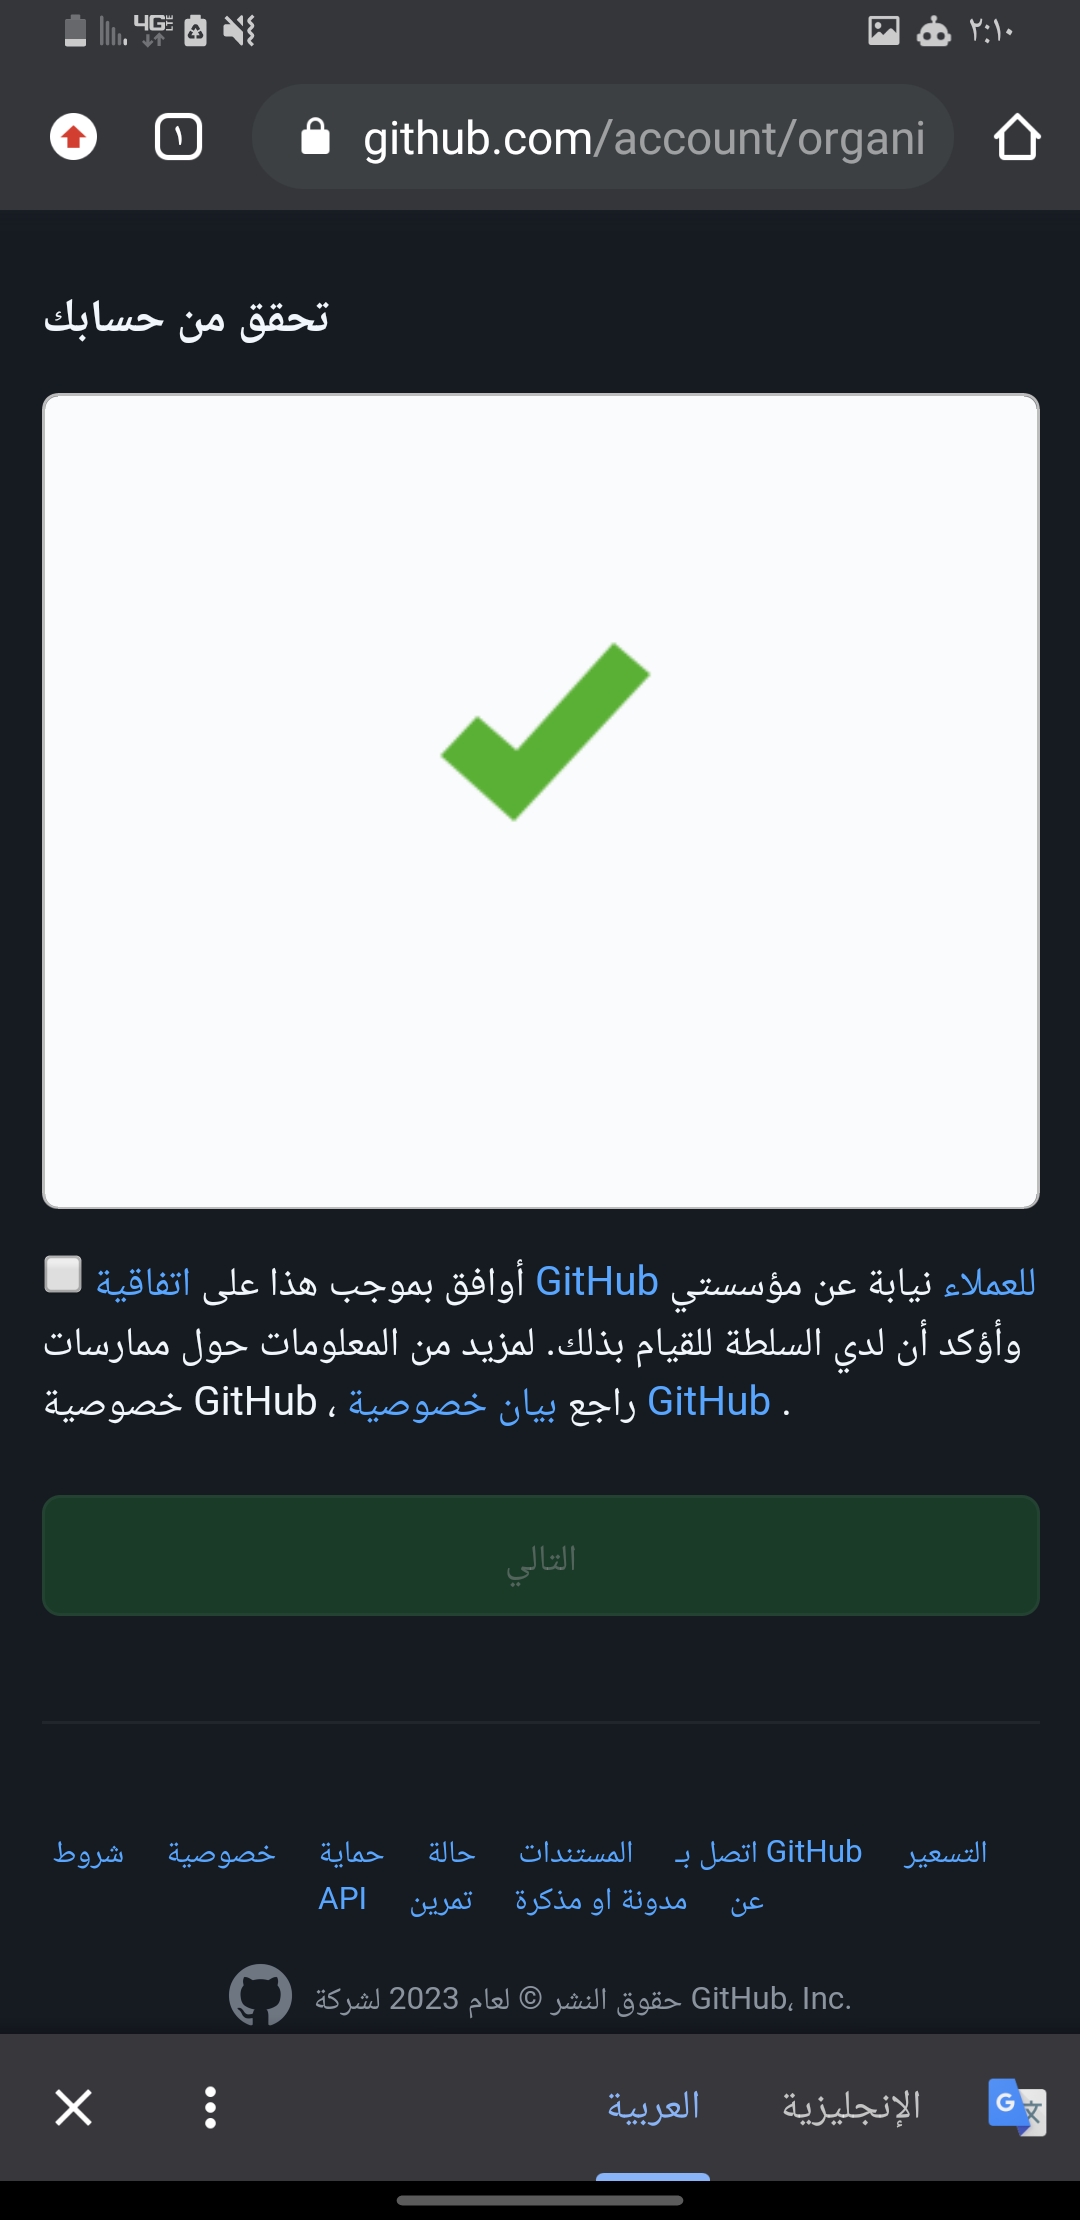 4G LTE
٢:١٠
١
github.com/account/organi
تحقق من حسابك
للعملاء نيابة عن مؤسستي GitHub أوافق بموجب هذا على اتفاقية
وأؤكد أن لدي السلطة للقيام بذلك. لمزيد من المعلومات حول ممارسات
خصوصية GitHub ، راجع بيان خصوصية GitHub .
التالي
شروط خصوصية حماية حالة المستندات اتصل بـ GitHub التسعير
API تمرين مدونة او مذكرة عن
حقوق النشر © لعام 2023 لشركة GitHub, Inc.
العربية الإنجليزية
G 文